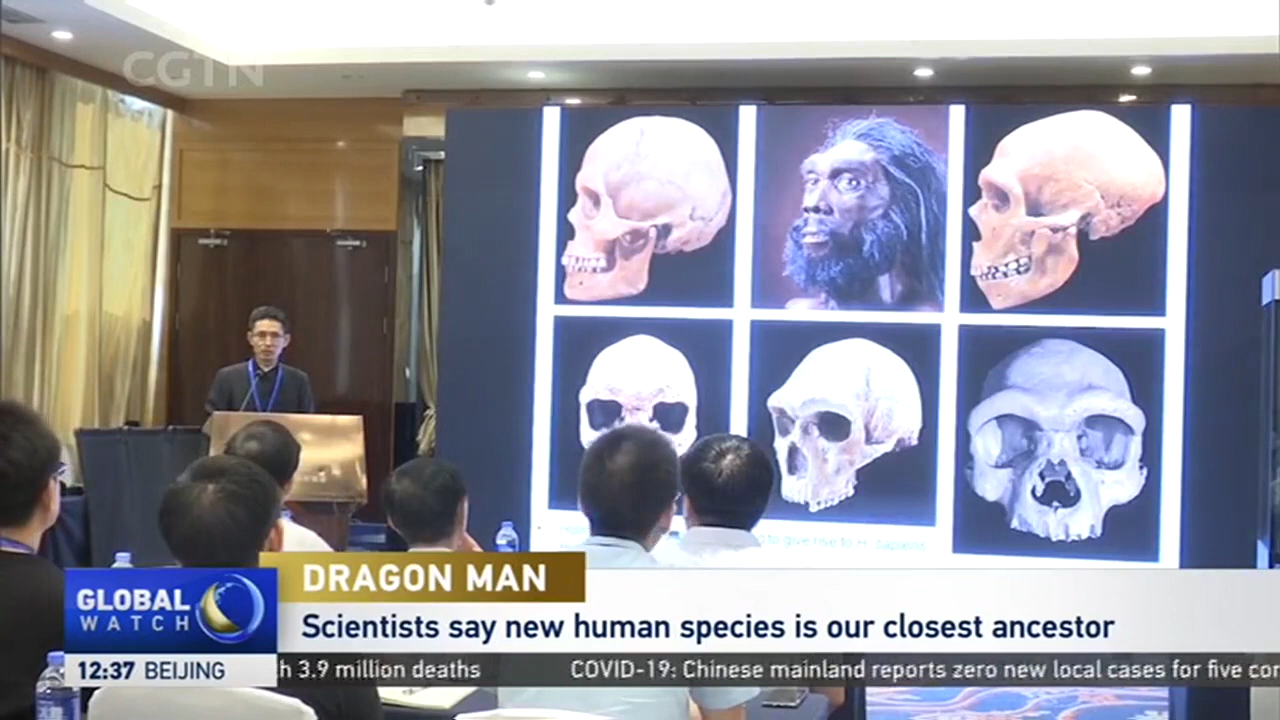 CGTN
to give rise to H. sapiens
DRAGON MAN
GLOBAL
WATCH
Scientists say new human species is our closest ancestor
12:37 BEIJING
h 3.9 million deaths
COVID-19: Chinese mainland reports zero new local cases for five con